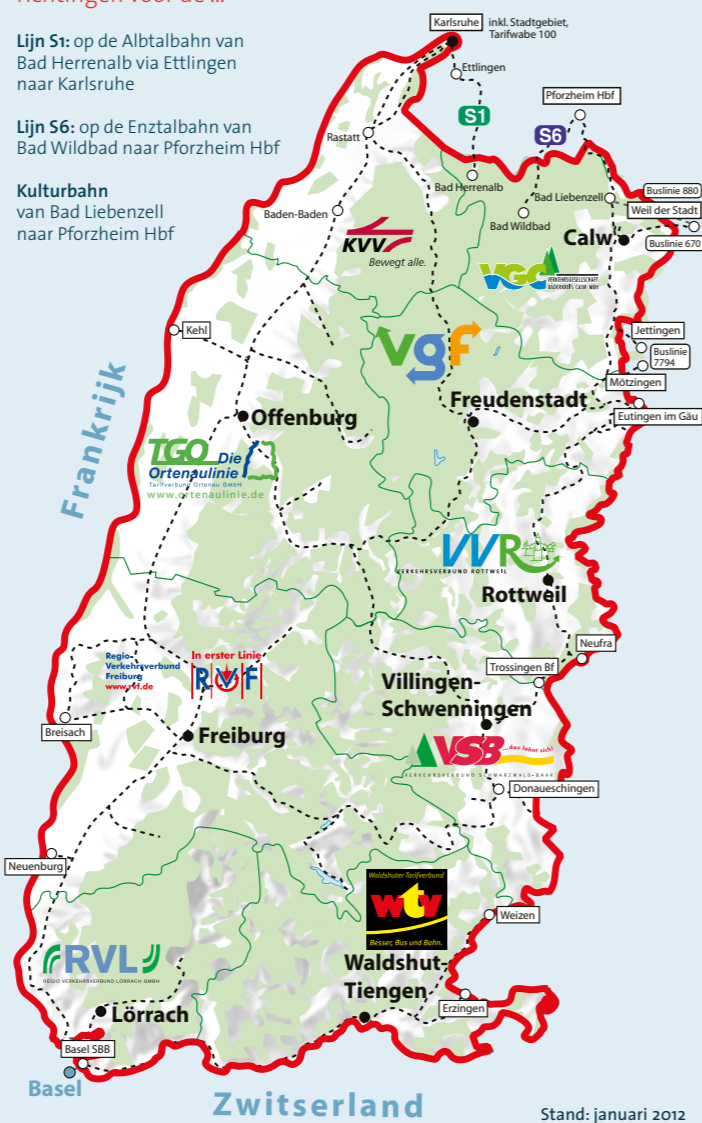 Lijn S1: op de Albtalbahn van
Bad Herrenalb via Ettlingen
naar Karlsruhe
Lijn S6: op de Enztalbahn van
Bad Wildbad naar Pforzheim Hbf
Kulturbahn
van Bad Liebenzell
naar Pforzheim Hbf
Karlsruhe
inkl. Stadtgebiet,
Tarifwabe 100
Ettlingen
S1
Pforzheim Hbf
S6
Rastatt
Bad Herrenalb
Bad Liebenzell
Buslinie 880
Weil der Stadt
Baden-Baden
Bad Wildbad
Calw
Buslinie 670
KVV
Bewegt alle.
VGC
VERKEHRSGESELLSCHAFT
BÄDERKREIS CALW MBH
Kehl
Jettingen
vgf
Buslinie
7794
Mötzingen
Freudenstadt
Eutingen im Gäu
Offenburg
Frankrijk
TGO Die
Ortenaulinie
Tarifverbund Ortenau GmbH
www.ortenaulinie.de
VVR
VERKEHRSVERBUND ROTTWEIL
Rottweil
Neufra
Regio-
Verkehrsverbund
Freiburg
www.rvf.de
In erster Linie
RVF
Trossingen Bf
Villingen-
Schwenningen
Breisach
Freiburg
VSB
...das lohnt sich!
VERKEHRSVERBUND SCHWARZWALD-BAAR
Donaueschingen
Neuenburg
Waldshuter Tarifverbund
wtv
Besser, Bus und Bahn.
Weizen
RVL
REGIO VERKEHRSVERBUND LÖRRACH GMBH
Waldshut-
Tiengen
Erzingen
Lörrach
Basel SBB
Basel
Zwitserland
Stand: januari 2012